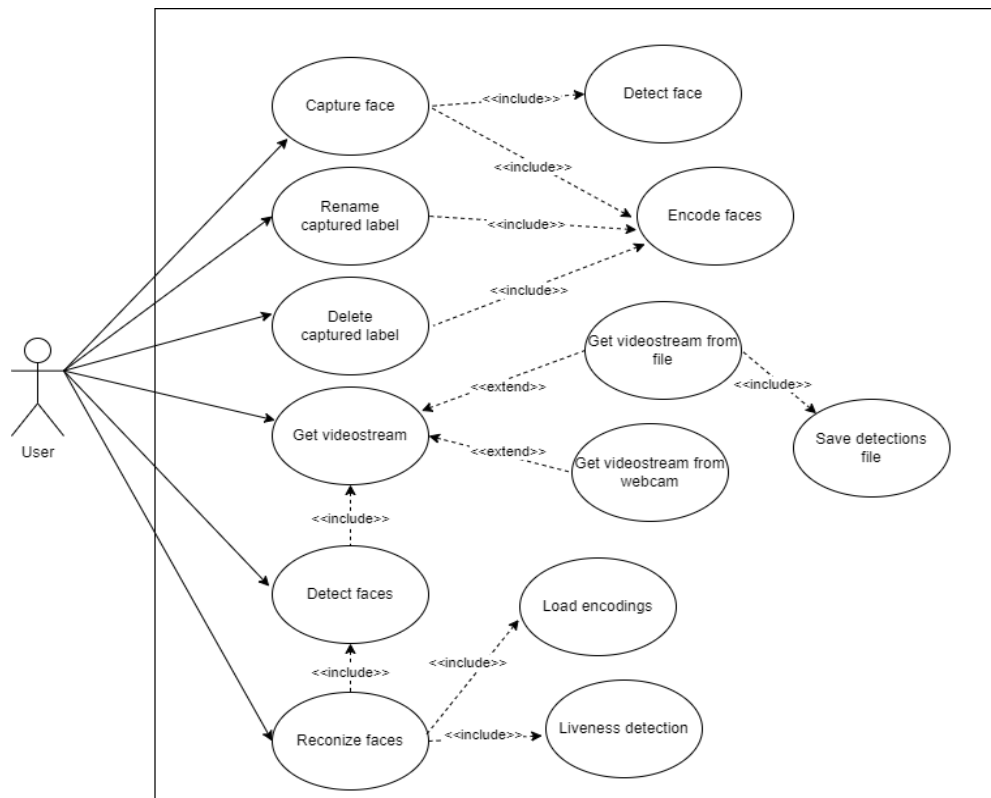 Capture face
<<include>>
Detect face
<<include>>
Rename
captured label
<<include>>
Encode faces
Delete
captured label
<<include>>
Get videostream from
file
<<extend>>
<<include>>
User
Get videostream
<<extend>>
Get videostream from
webcam
Save detections
file
<<include>>
Detect faces
Load encodings
<<include>>
<<include>>
Reconize faces
<<include>>
Liveness detection